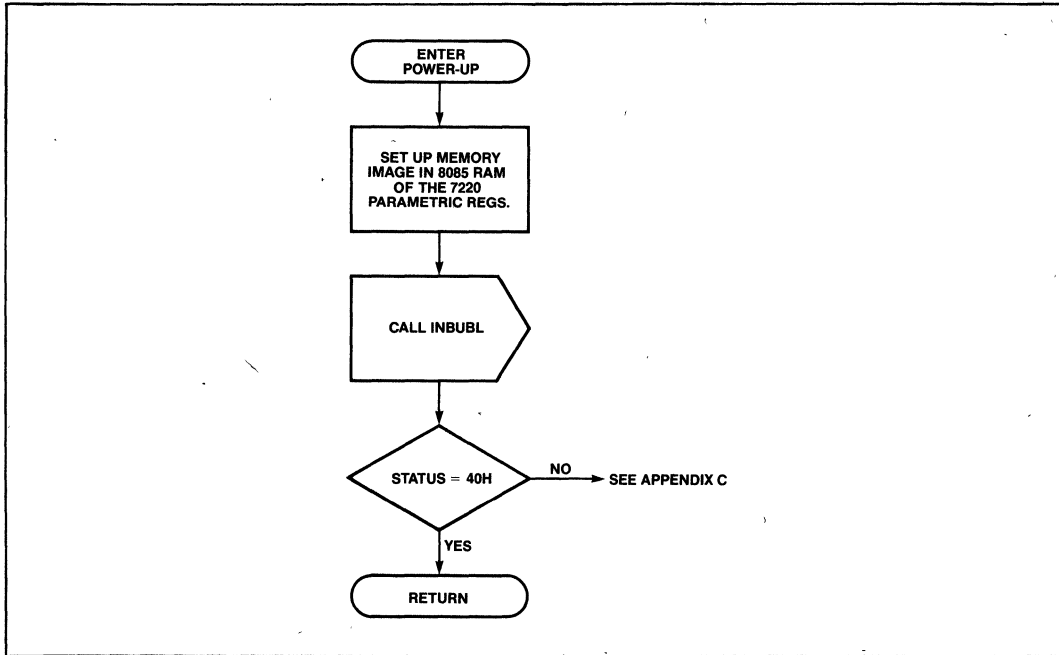 ENTER
POWER-UP
SET UP MEMORY
IMAGE IN 8085 RAM
OF THE 7220
PARAMETRIC REGS.
CALL INBUBL
STATUS = 40H
NO
SEE APPENDIX C
YES
RETURN